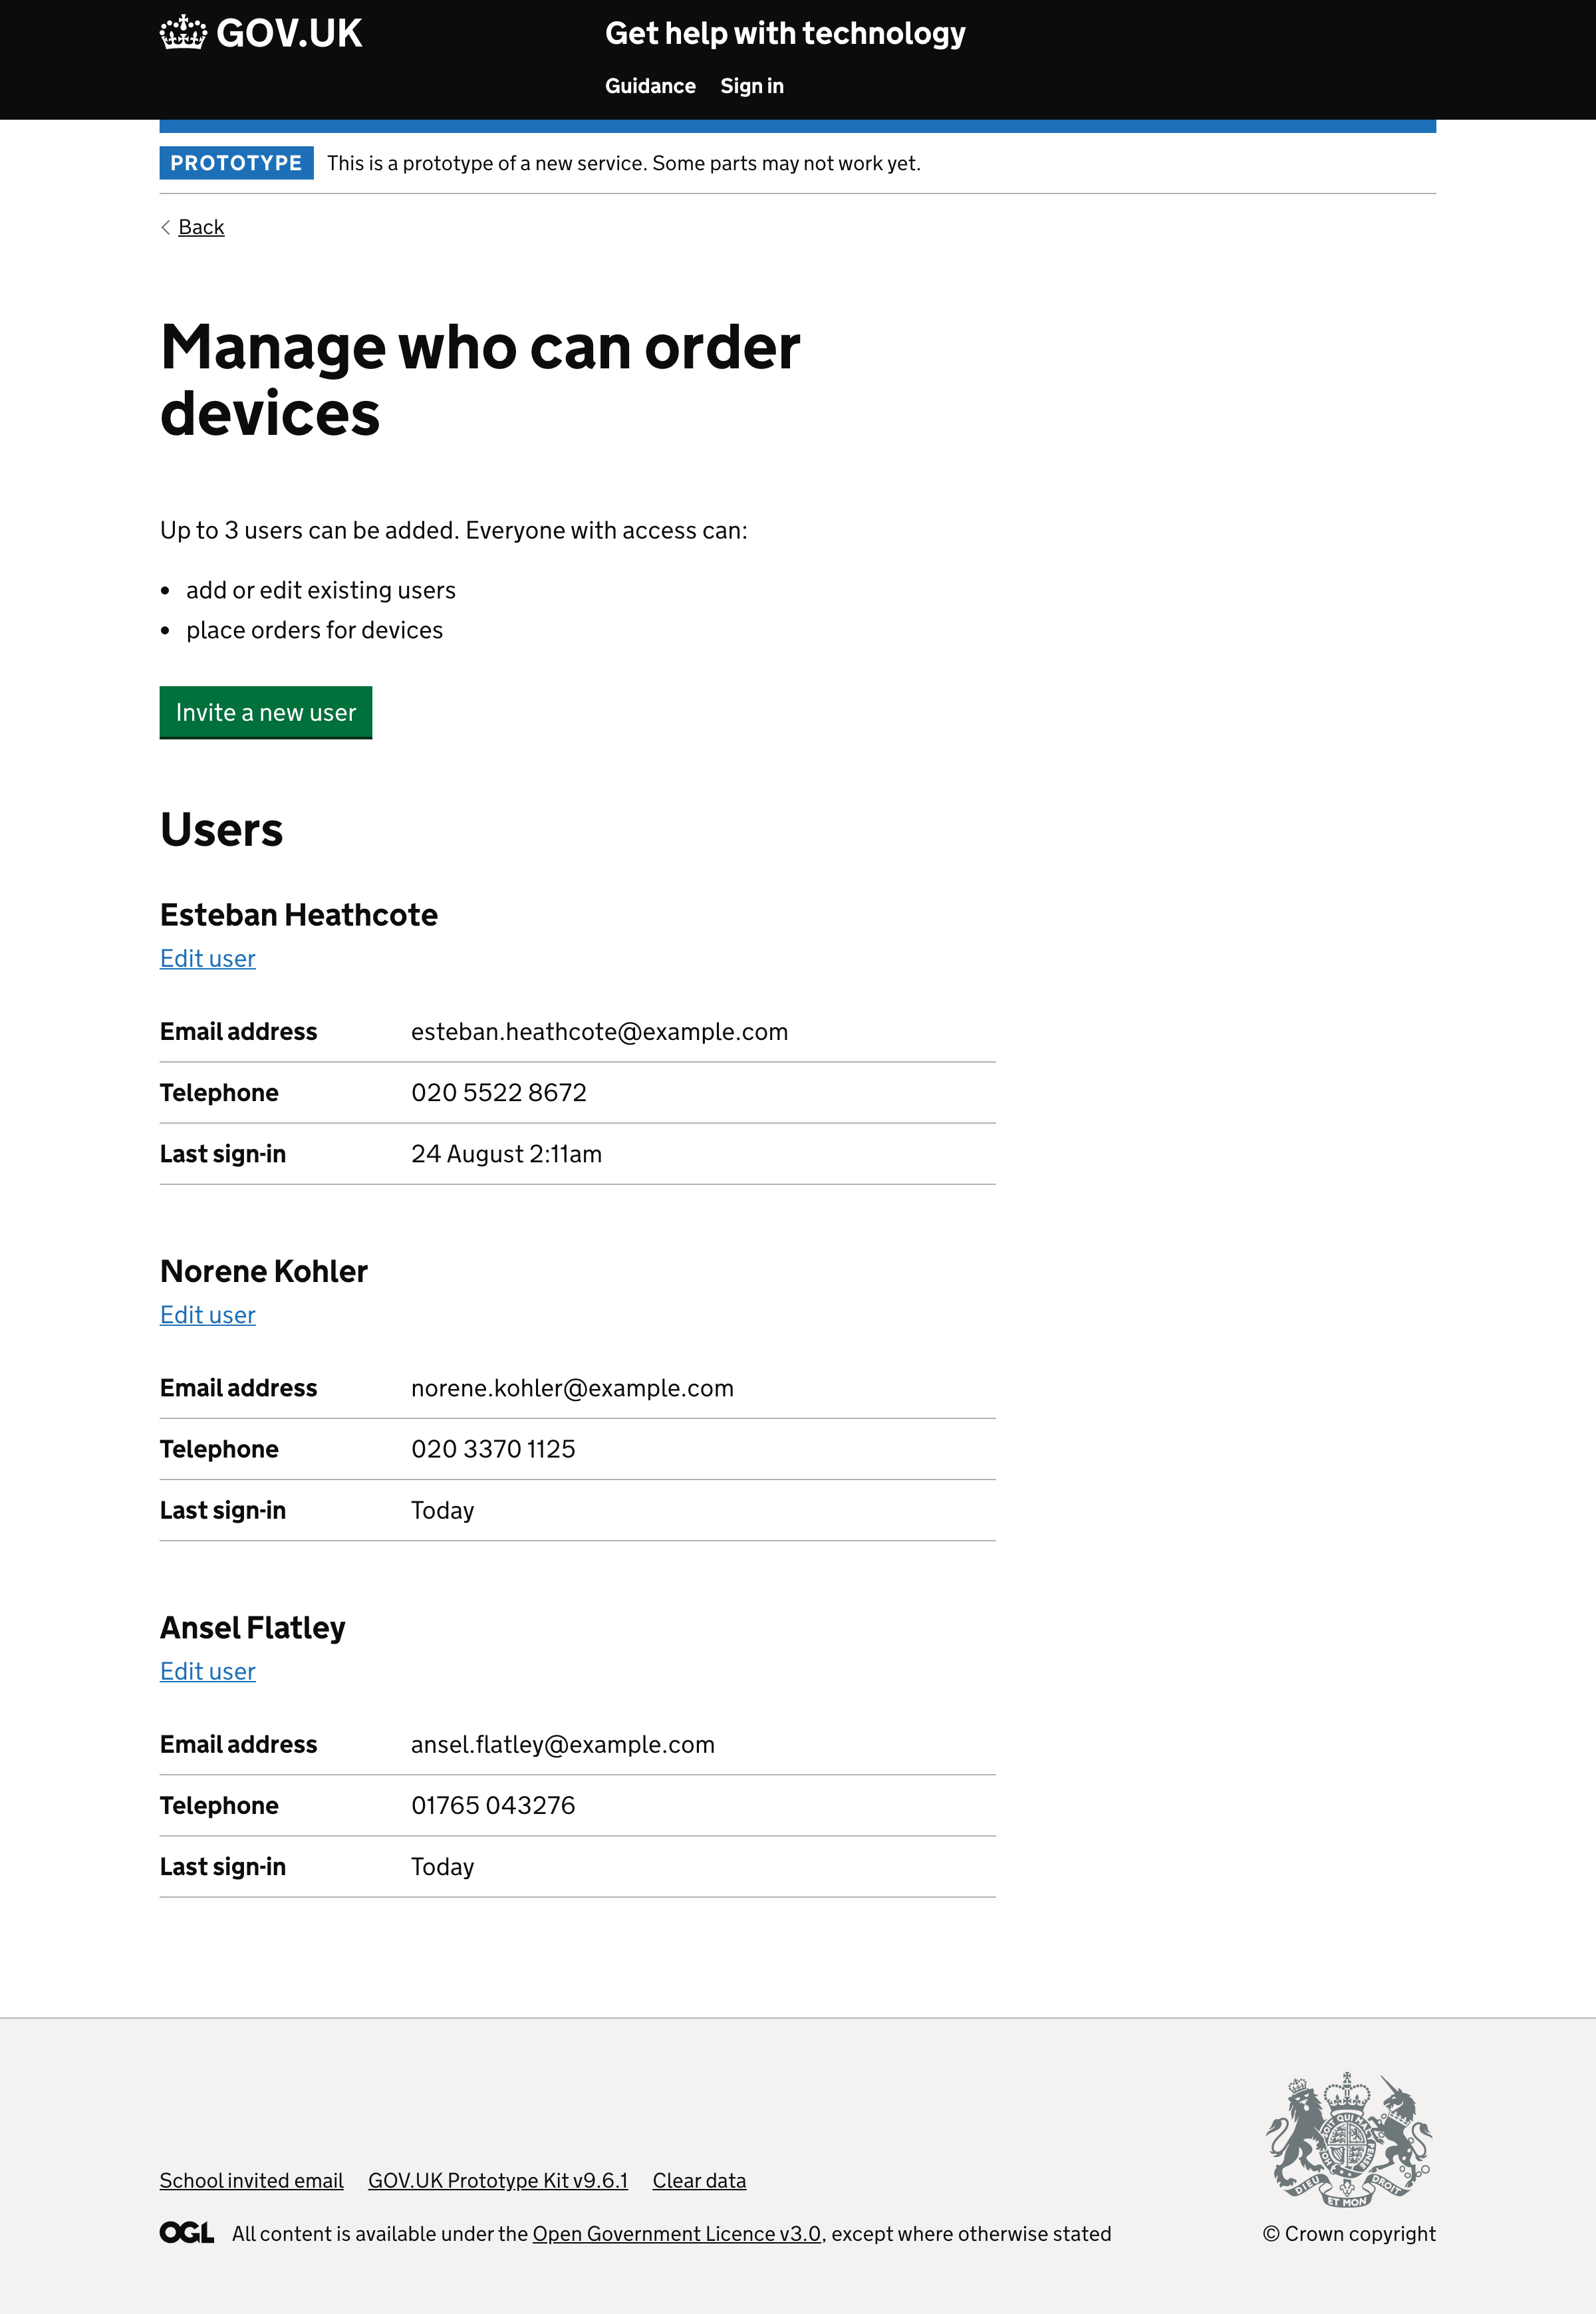 GOV.UK
Get help with technology
Guidance Sign in
PROTOTYPE This is a prototype of a new service. Some parts may not work yet.
Back
Manage who can order
devices
Up to 3 users can be added. Everyone with access can:
• add or edit existing users
• place orders for devices
Invite a new user
Users
Esteban Heathcote
Edit user
Email address esteban.heathcote@example.com
Telephone 020 5522 8672
Last sign-in 24 August 2:11am
Norene Kohler
Edit user
Email address norene.kohler@example.com
Telephone 020 3370 1125
Last sign-in Today
Ansel Flatley
Edit user
Email address ansel.flatley@example.com
Telephone 01765 043276
Last sign-in Today
School invited email GOV.UK Prototype Kit v9.6.1 Clear data
OGL All content is available under the Open Government Licence v3.0, except where otherwise stated
DIEU ET MON DROIT
© Crown copyright